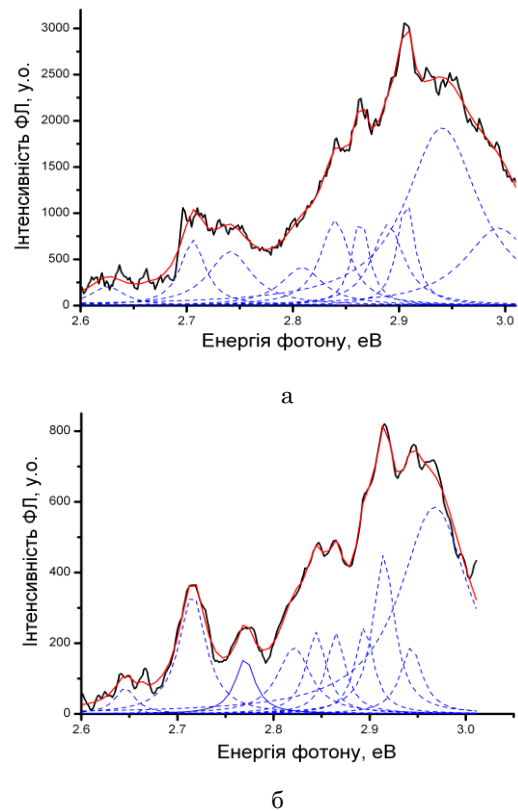 3000
2500
2000
1500
1000
500
0
Інтенсивність ФЛ, у.о.
2.6 2.7 2.8 2.9 3.0
Енергія фотону, еВ
а
800
600
400
200
0
Інтенсивність ФЛ, у.о.
2.6 2.7 2.8 2.9 3.0
Енергія фотону, еВ
б